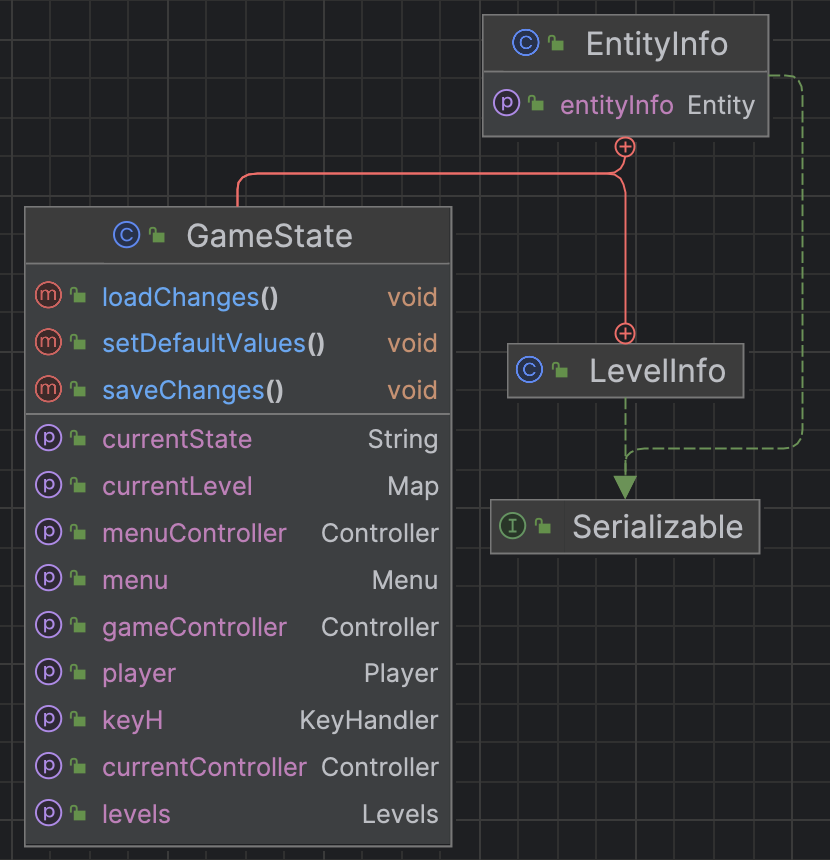 C EntityInfo
p entityInfo Entity
C GameState
m loadChanges() void
m setDefaultValues() void
m saveChanges() void
p currentState String
p currentLevel Map
p menuController Controller
p menu Menu
p gameController Controller
p player Player
p keyH KeyHandler
p currentController Controller
p levels Levels
C LevelInfo
I Serializable